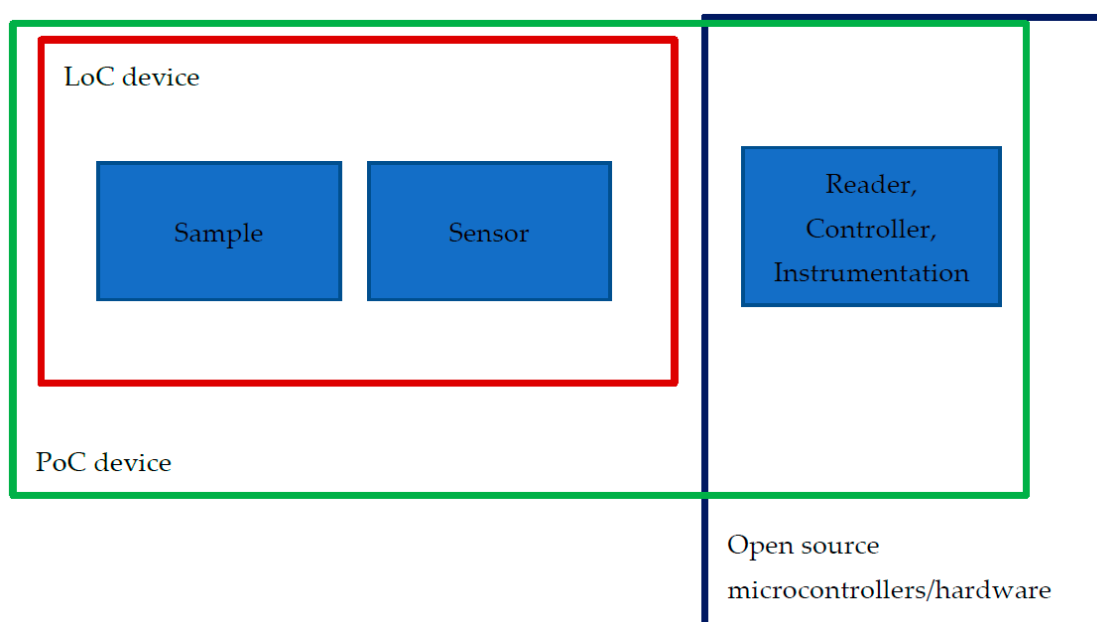 LoC device
Sample
Sensor
Reader,
Controller,
Instrumentation
PoC device
Open source
microcontrollers/hardware